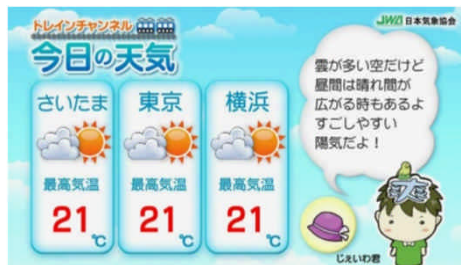 トレインチャンネル
今日の天気
JWA 日本気象協会
さいたま
最高気温
21℃
東京
最高気温
21℃
横浜
最高気温
21℃
雲が多い空だけど
昼間は晴れ間が
広がる時もあるよ
すごしやすい
陽気だよ！
天
じぇいわ君